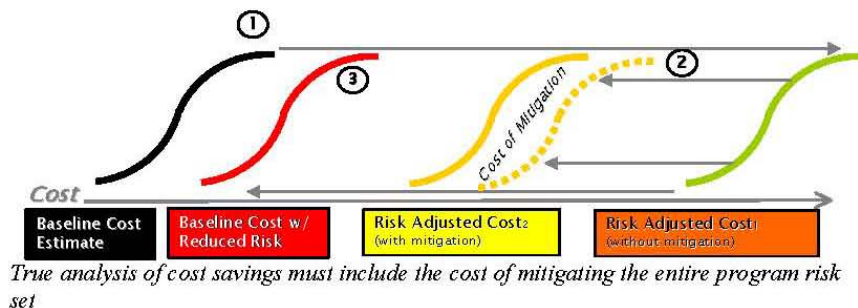 1
2
3
Cost of Mitigation
Cost
Baseline Cost
Estimate
Baseline Cost w/
Reduced Risk
Risk Adjusted Cost2
(with mitigation)
Risk Adjusted Cost1
(without mitigation)
True analysis of cost savings must include the cost of mitigating the entire program risk
set